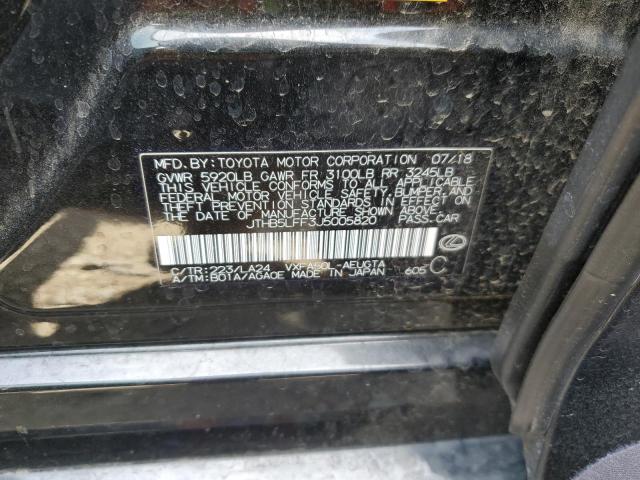 MFD.BY:TOYOTA MOTOR CORPORATION 07/18
GVWR 5920LB GAWR FR:3100LB RR:3245LB
THIS VEHICLE CONFORMS TO ALL APPLICABLE
FEDERAL MOTOR VEHICLE SAFETY, BUMPER, AND
THEFT PREVENTION STANDARDS IN EFFECT ON
THE DATE OF MANUFACTURE SHOWN ABOVE.
JTHB5LFF3J5005820 PASS.CAR
C/TR:223/LA24 VXFA50L-AEUGTA
A/TM:B01A/AGA0E MADE IN JAPAN 605 C